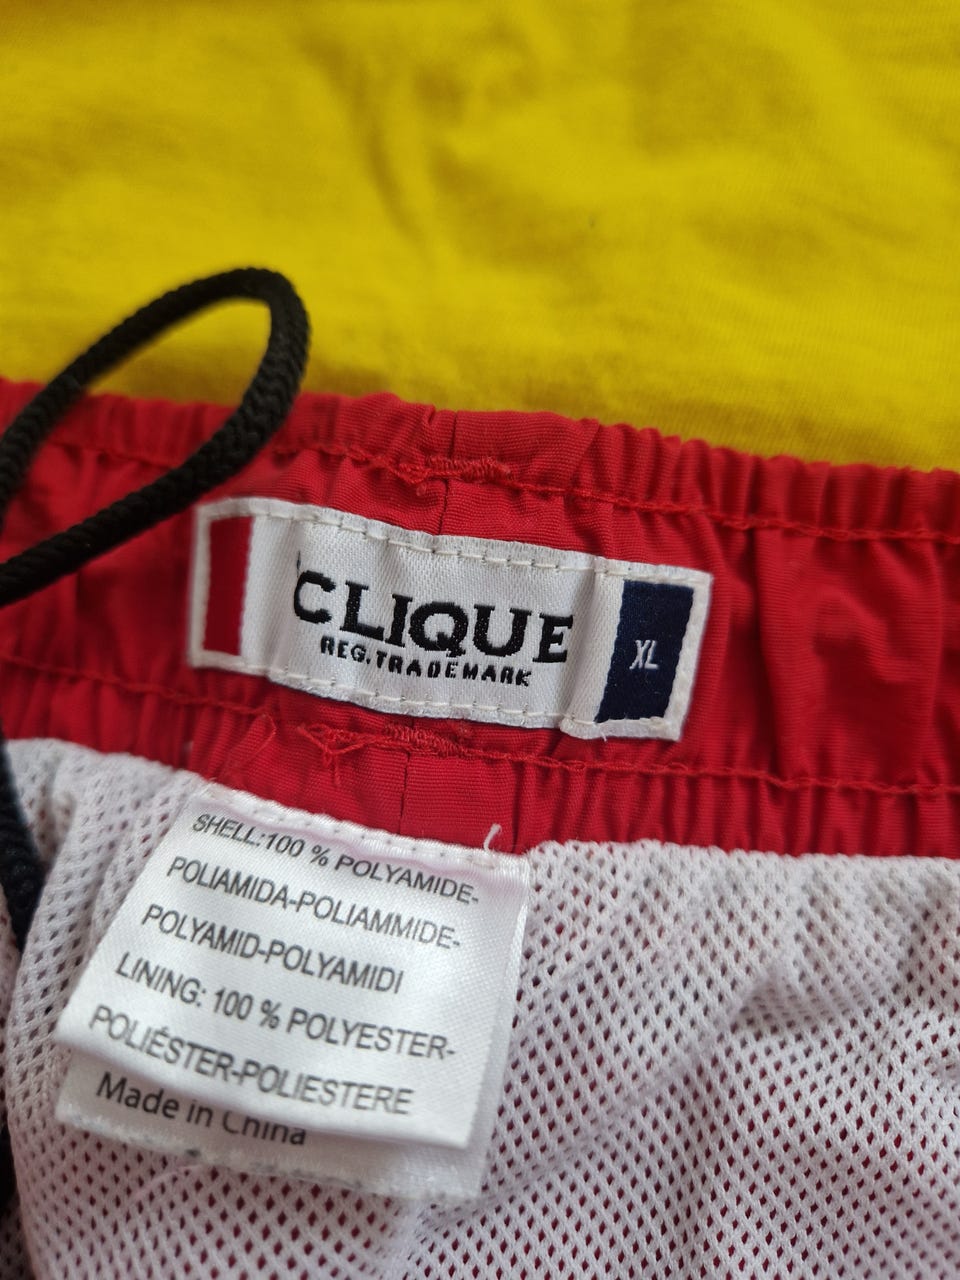 CLIQUE
REG.TRADEMARK
XL
SHELL:100 % POLYAMIDE-
POLIAMIDA-POLIAMMIDE-
POLYAMID-POLYAMIDI
LINING: 100 % POLYESTER-
POLIÉSTER-POLIESTERE
Made in China